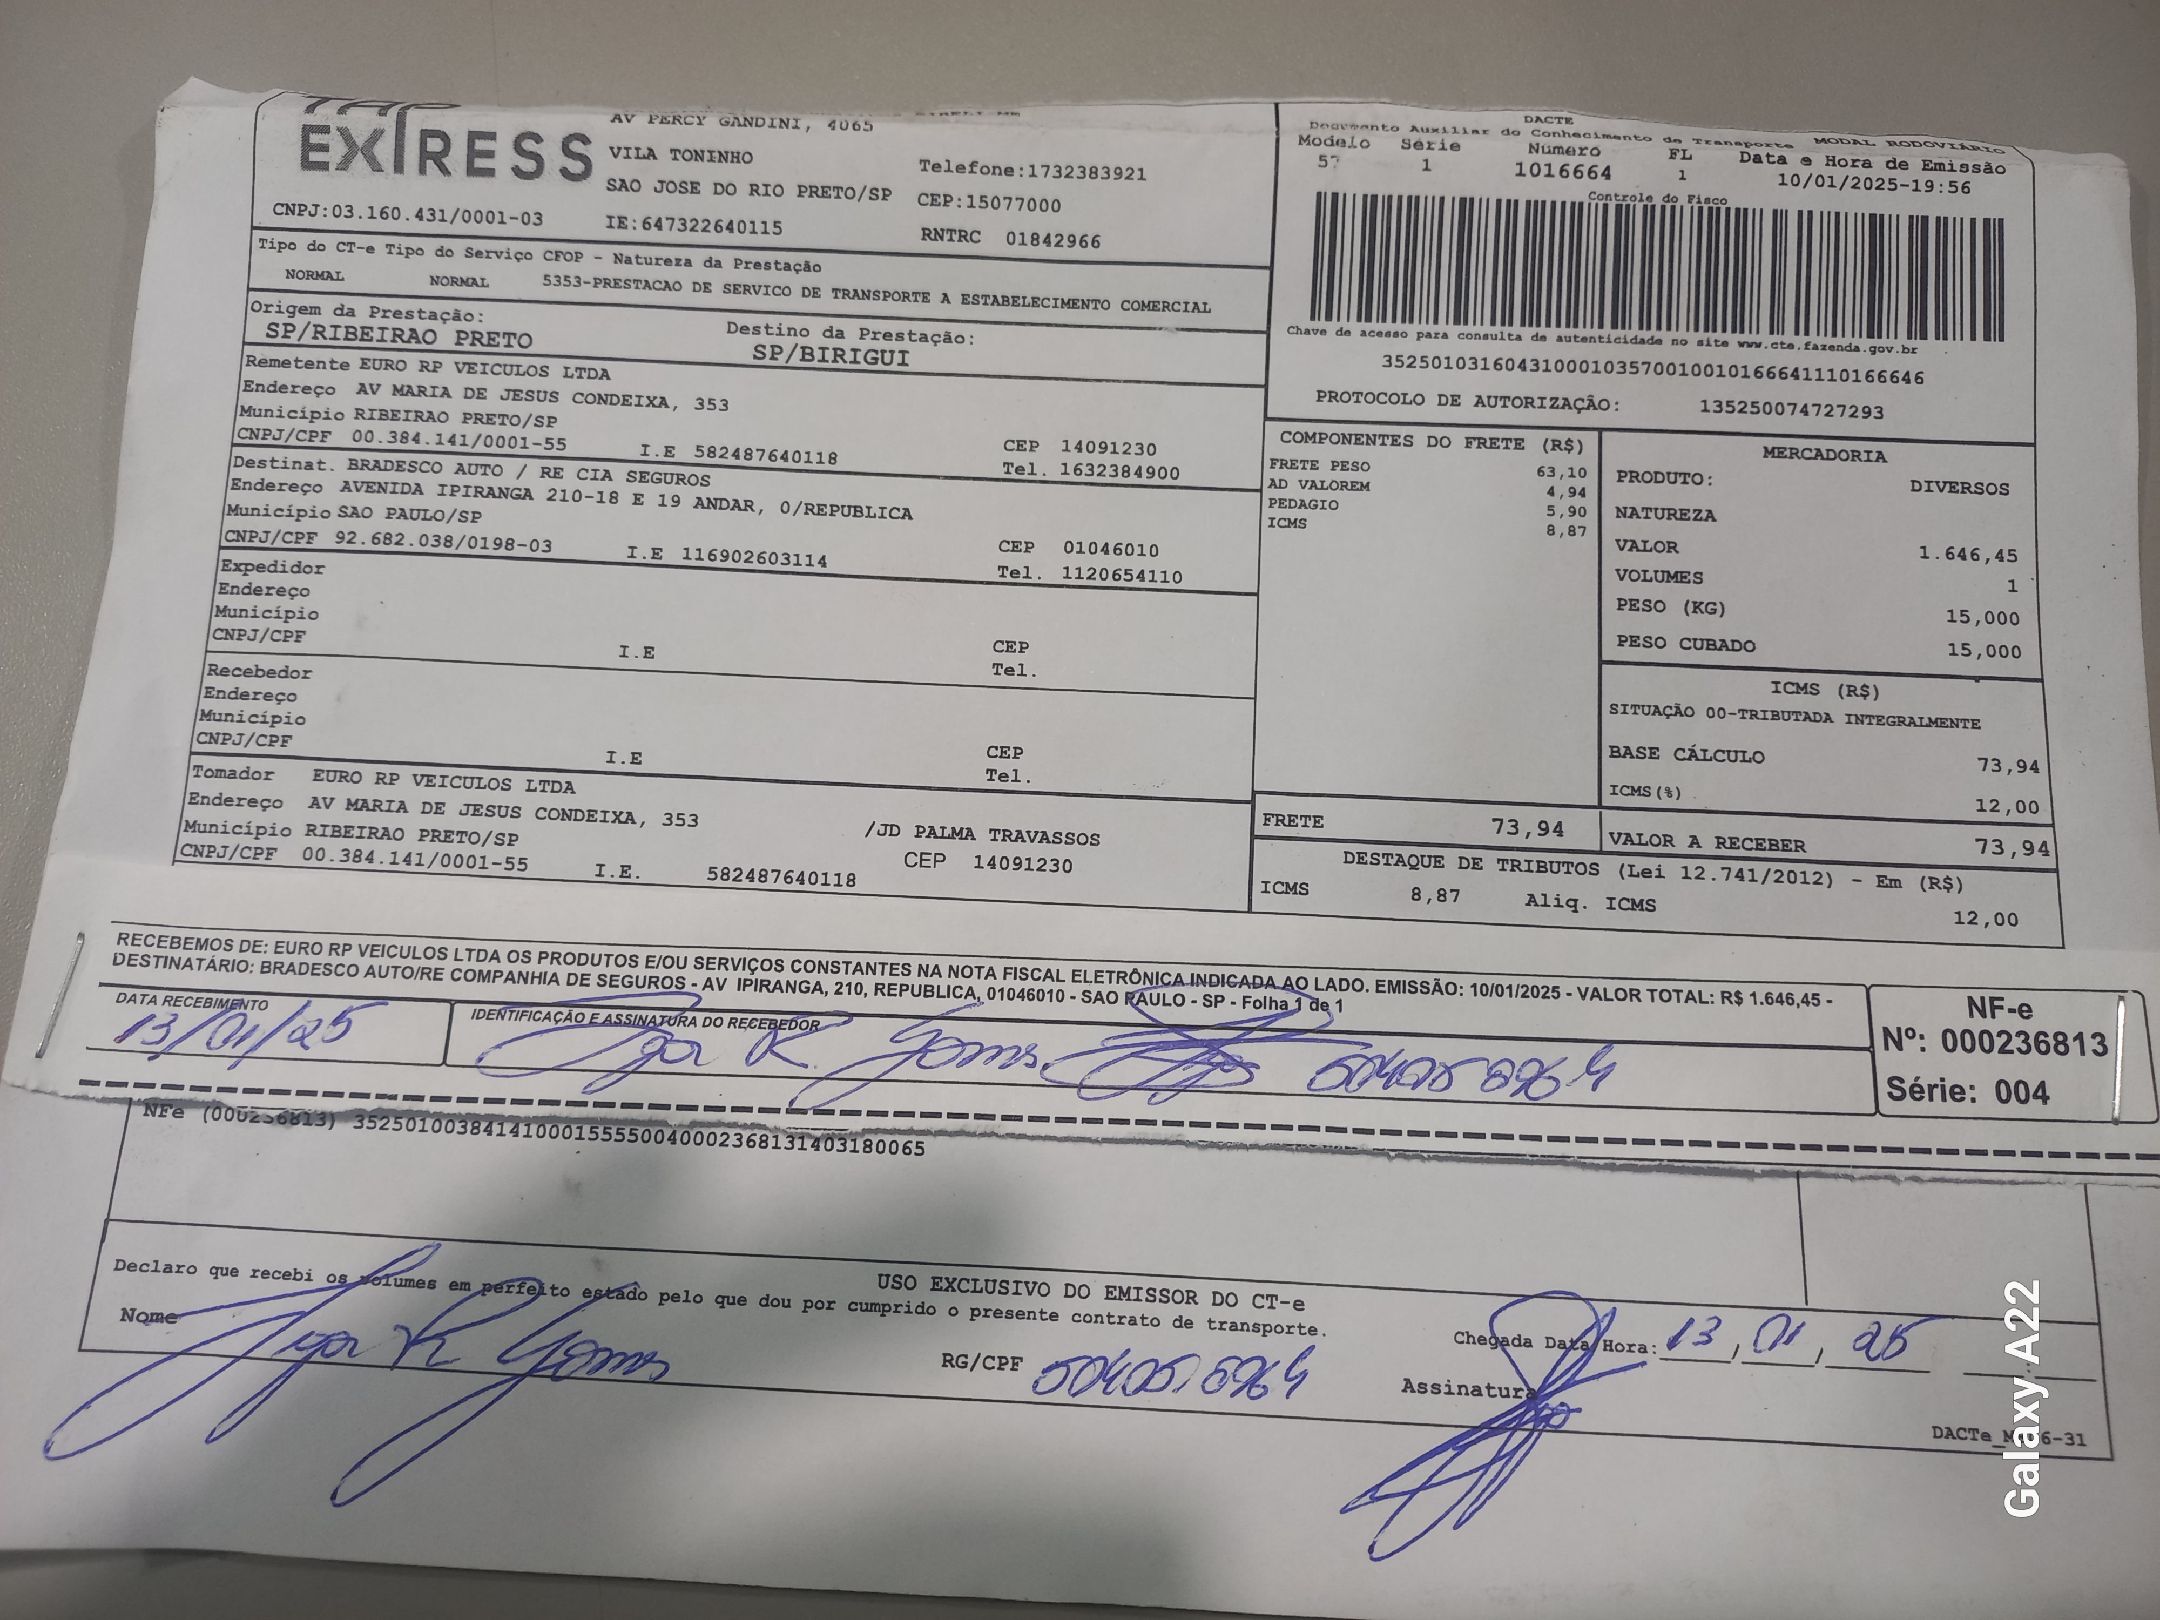 EXPRESS
AV PERCY GANDINI, 4065
VILA TONINHO
SAO JOSE DO RIO PRETO/SP
Telefone:1732383921
CEP:15077000
CNPJ:03.160.431/0001-03
IE:647322640115
RNTRC 01842966
DACTE
Documento Auxiliar do Conhecimento de Transporte MODAL RODOVIÁRIO
Modelo Série Número FL Data e Hora de Emissão
57 1 1016664 1 10/01/2025-19:56
Controle do Fisco
Chave de acesso para consulta de autenticidade no site www.cte.fazenda.gov.br
35250103160431000103570010010166641110166646
PROTOCOLO DE AUTORIZAÇÃO: 135250074727293
Tipo do CT-e Tipo do Serviço CFOP - Natureza da Prestação
NORMAL NORMAL 5353-PRESTACAO DE SERVICO DE TRANSPORTE A ESTABELECIMENTO COMERCIAL
Origem da Prestação: Destino da Prestação:
SP/RIBEIRAO PRETO SP/BIRIGUI
Remetente EURO RP VEICULOS LTDA
Endereço AV MARIA DE JESUS CONDEIXA, 353
Município RIBEIRAO PRETO/SP CEP 14091230
CNPJ/CPF 00.384.141/0001-55 I.E 582487640118 Tel. 1632384900
Destinat. BRADESCO AUTO / RE CIA SEGUROS
Endereço AVENIDA IPIRANGA 210-18 E 19 ANDAR, 0/REPUBLICA
Município SAO PAULO/SP CEP 01046010
CNPJ/CPF 92.682.038/0198-03 I.E 116902603114 Tel. 1120654110
Expedidor
Endereço
Município CEP
CNPJ/CPF I.E Tel.
Recebedor
Endereço
Município CEP
CNPJ/CPF I.E Tel.
Tomador EURO RP VEICULOS LTDA
Endereço AV MARIA DE JESUS CONDEIXA, 353 /JD PALMA TRAVASSOS
Município RIBEIRAO PRETO/SP CEP 14091230
CNPJ/CPF 00.384.141/0001-55 I.E. 582487640118
COMPONENTES DO FRETE (R$)
FRETE PESO 63,10
AD VALOREM 4,94
PEDAGIO 5,90
ICMS 8,87
MERCADORIA
PRODUTO: DIVERSOS
NATUREZA
VALOR 1.646,45
VOLUMES 1
PESO (KG) 15,000
PESO CUBADO 15,000
ICMS (R$)
SITUAÇÃO 00-TRIBUTADA INTEGRALMENTE
BASE CÁLCULO 73,94
ICMS(%) 12,00
FRETE 73,94 VALOR A RECEBER 73,94
DESTAQUE DE TRIBUTOS (Lei 12.741/2012) - Em (R$)
ICMS 8,87 Aliq. ICMS 12,00
RECEBEMOS DE: EURO RP VEICULOS LTDA OS PRODUTOS E/OU SERVIÇOS CONSTANTES NA NOTA FISCAL ELETRÔNICA INDICADA AO LADO. EMISSÃO: 10/01/2025 - VALOR TOTAL: R$ 1.646,45 -
DESTINATÁRIO: BRADESCO AUTO/RE COMPANHIA DE SEGUROS - AV IPIRANGA, 210, REPUBLICA, 01046010 - SAO PAULO - SP - Folha 1 de 1
DATA RECEBIMENTO
13/01/25
IDENTIFICAÇÃO E ASSINATURA DO RECEBEDOR
Igor K. Gomes
NF-e
Nº: 000236813
Série: 004
NFe (000236813) 35250100384141000155550040002368131403180065
USO EXCLUSIVO DO EMISSOR DO CT-e
Declaro que recebi os volumes em perfeito estado pelo que dou por cumprido o presente contrato de transporte.
Nome Igor K Gomes
RG/CPF
Chegada Data/Hora: 13, 01, 25
Assinatura
Galaxy A22